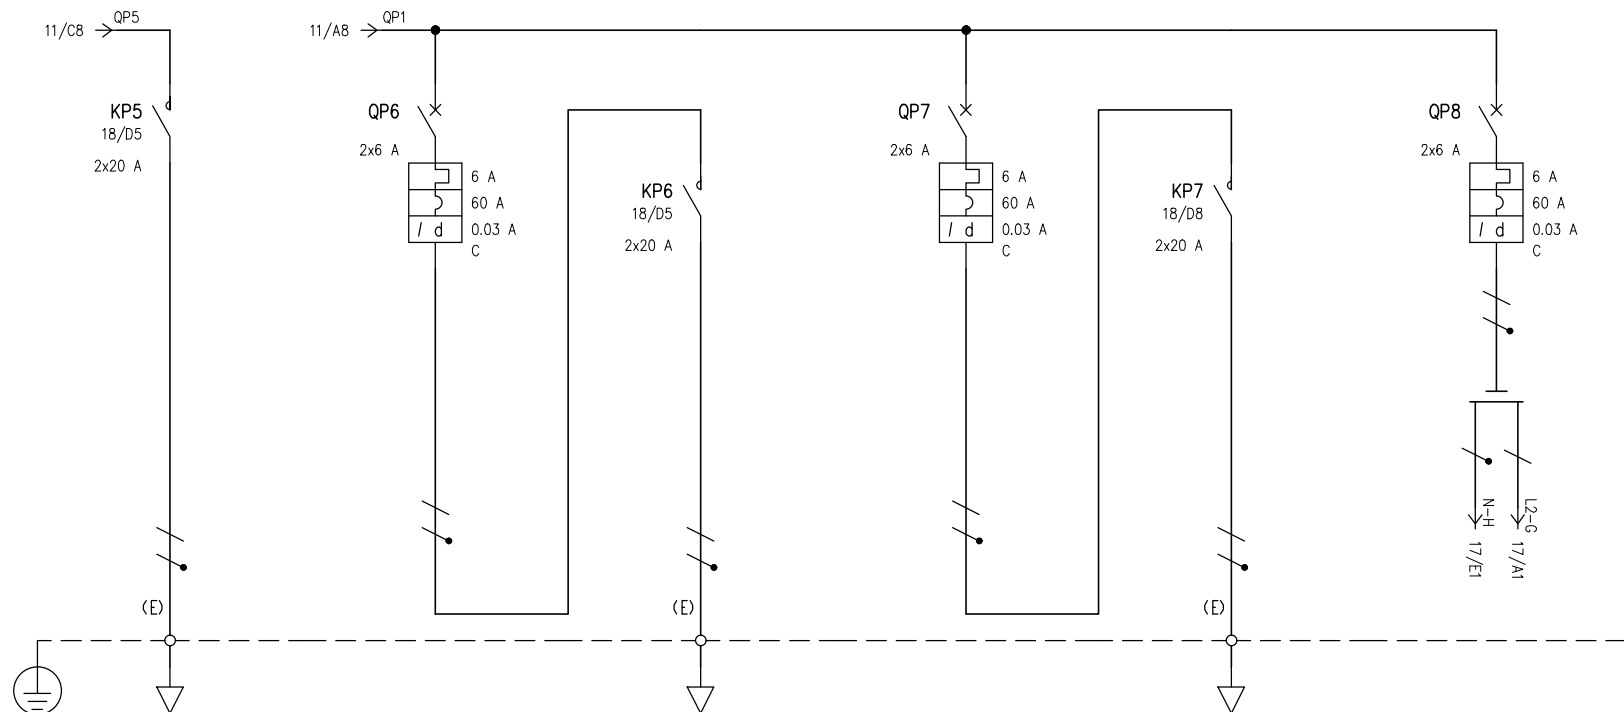 11/C8
QP5
11/A8
QP1
KP5
18/D5
2x20 A
QP6
2x6 A
6 A
60 A
I d
0.03 A
C
KP6
18/D5
2x20 A
QP7
2x6 A
6 A
60 A
I d
0.03 A
C
KP7
18/D8
2x20 A
QP8
2x6 A
6 A
60 A
I d
0.03 A
C
N-H
17/E1
L2-G
17/A1
(E)
(E)
(E)